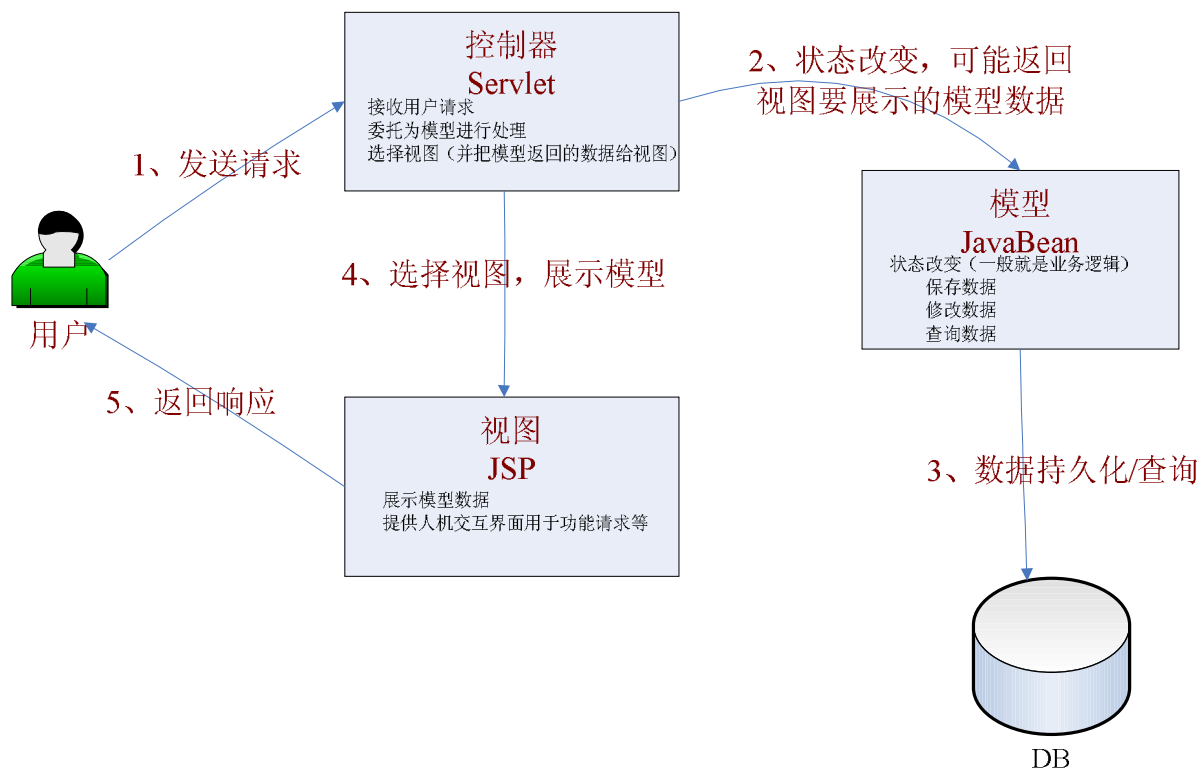 控制器
Servlet
接收用户请求
委托为模型进行处理
选择视图（并把模型返回的数据给视图）
2、状态改变，可能返回
视图要展示的模型数据
1、发送请求
模型
JavaBean
状态改变（一般就是业务逻辑）
保存数据
修改数据
查询数据
4、选择视图，展示模型
用户
5、返回响应
视图
JSP
展示模型数据
提供人机交互界面用于功能请求等
3、数据持久化/查询
DB